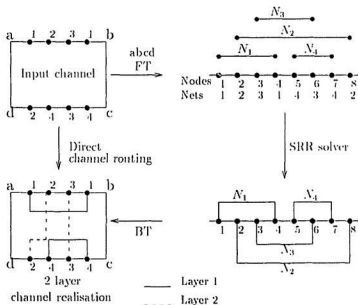 a 1 2 3 1 b
Input channel
d 2 4 3 4 c
abcd
FT
N₃
N₂
N₁ N₄
Nodes 1 2 3 4 5 6 7 8
Nets 1 2 3 1 4 3 4 2
Direct
channel routing
SRR solver
a 1 2 3 1 b
d 2 4 3 4 c
2 layer
channel realisation
BT
N₁ N₄
1 2 3 4 5 6 7 8
N₃
N₂
Layer 1
Layer 2